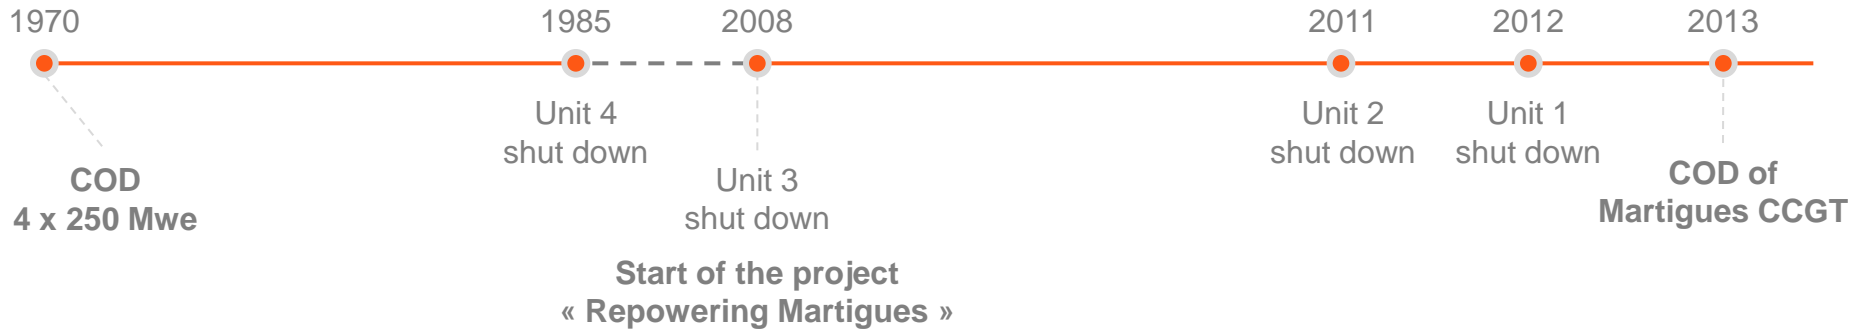 1970
1985
2008
2011
2012
2013
COD
4 x 250 Mwe
Unit 4
shut down
Unit 3
shut down
Start of the project
« Repowering Martigues »
Unit 2
shut down
Unit 1
shut down
COD of
Martigues CCGT